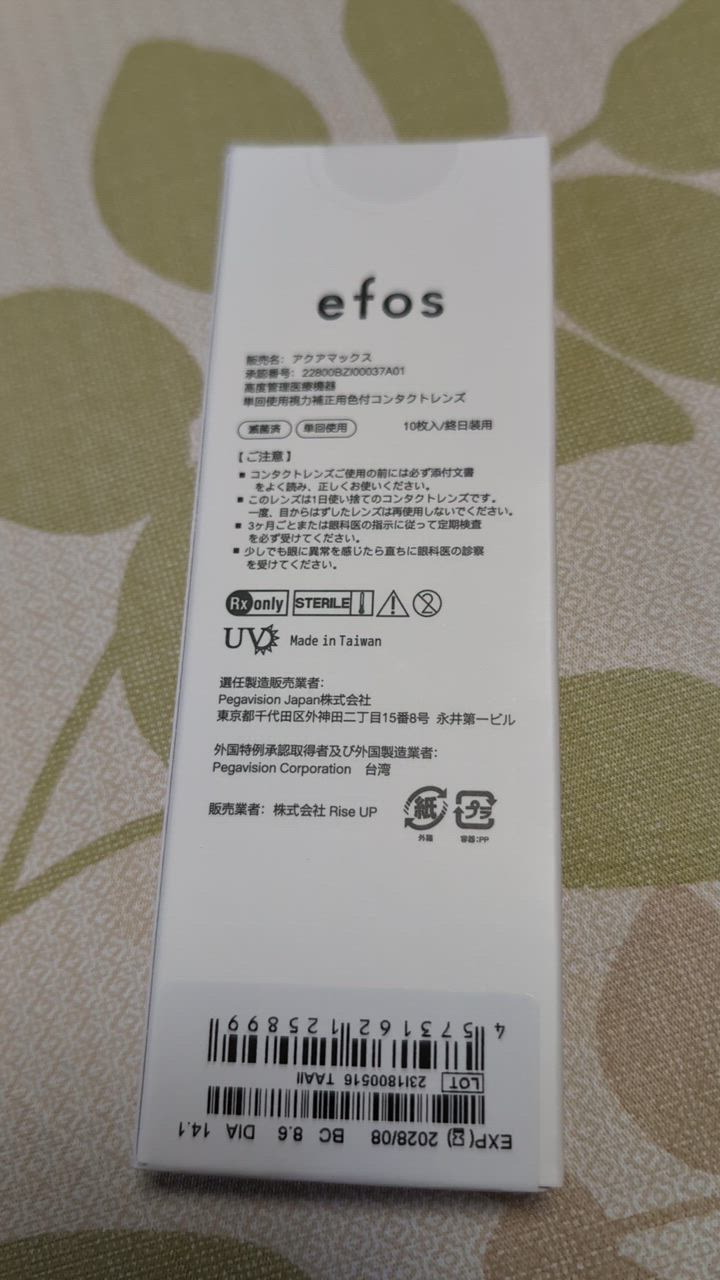 efos
販売名: アクアマックス
承認番号: 22800BZI00037A01
高度管理医療機器
単回使用視力補正用色付コンタクトレンズ
滅菌済 単回使用 10枚入/終日装用
【ご注意】
■ コンタクトレンズご使用の前には必ず添付文書
をよく読み、正しくお使いください。
■ このレンズは1日使い捨てのコンタクトレンズです。
一度、目からはずしたレンズは再使用しないでください。
■ 3ヶ月ごとまたは眼科医の指示に従って定期検査
を必ず受けてください。
■ 少しでも眼に異常を感じたら直ちに眼科医の診察
を受けてください。
Rx only STERILE 2
UV Made in Taiwan
選任製造販売業者:
Pegavision Japan株式会社
東京都千代田区外神田二丁目15番8号 永井第一ビル
外国特例承認取得者及び外国製造業者:
Pegavision Corporation 台湾
販売業者: 株式会社 Rise UP
紙 プラ
外箱 容器:PP
EXP 2028/08 BC 8.6 DIA 14.1
LOT 23I1800516 TAAII
4 573162 125899